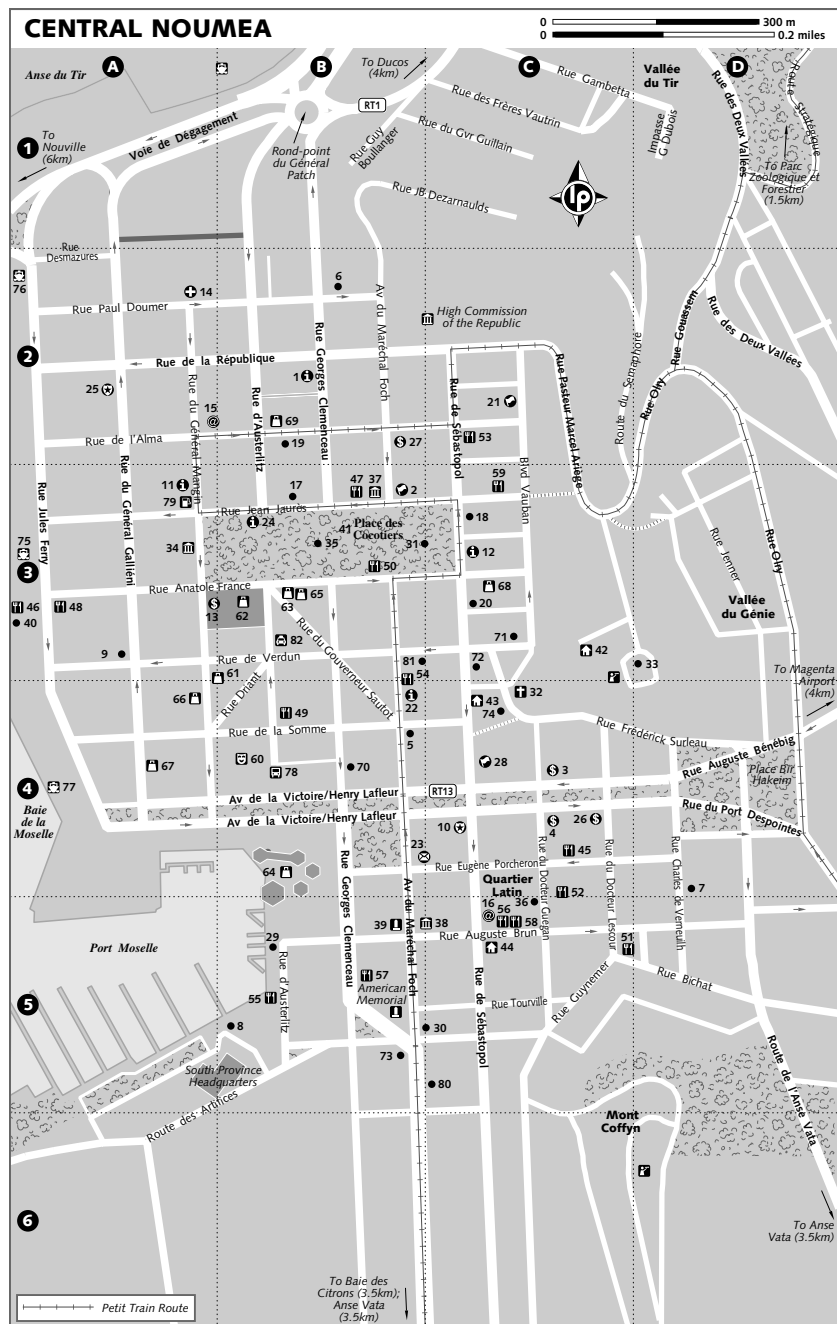 CENTRAL NOUMEA
0 300 m
0 0.2 miles
A
B
C
D
Anse du Tir
To Ducos
(4km)
Rue Gambetta
Vallée
du Tir
Route Stratégique
RT1
Rue des Frères Vautrin
Rue des Deux Vallées
1
To
Nouville
(6km)
Voie de Dégagement
Rond-point
du Général
Patch
Rue Guy
Boullanger
Rue du Gvr Guillain
Impasse
G Dubois
To Parc
Zoologique et
Forestier
(1.5km)
lp
Rue JB Dezarnaulds
Rue
Desmazures
76
14
6
Rue Paul Doumer
Av du Maréchal Foch
High Commission
of the Republic
Rue Gouassem
Rue des Deux Vallées
2
Rue de la République
Rue Georges Clemenceau
Route du Semaphore
25
1
Rue du Général Mangin
Rue d'Austerlitz
Rue de Sébastopol
21
Rue Pasteur Marcel Ariège
Rue Olry
15
69
Rue de l'Alma
19
27
53
Blvd Vauban
11
17
47
37
2
59
79
Rue Jean Jaurès
Rue Jules Ferry
Rue du Général Galliéni
24
41
Place des
Cocotiers
18
75
34
35
31
12
Rue Jenner
Rue Olry
3
50
Rue Anatole France
68
Vallée
du Génie
46
48
13
62
63
65
20
40
82
Rue du Gouverneur Sautot
71
9
Rue de Verdun
81
72
42
33
61
54
To Magenta
Airport
(4km)
66
Rue Driant
49
22
43
32
74
Rue de la Somme
5
Rue Frédérick Surleau
Rue Auguste Bénébig
60
67
78
70
28
3
Place Bir
Hakeim
4
77
Av de la Victoire/Henry Lafleur
RT13
Baie
de la
Moselle
Av de la Victoire/Henry Lafleur
10
4
26
Rue du Port Despointes
23
45
Rue Eugène Porcheron
64
Quartier
Latin
52
7
Rue du Docteur Guegan
Rue du Docteur Lescour
Rue Charles de Verneuilh
16
56
36
39
38
58
Rue Auguste Brun
Port Moselle
29
44
51
Rue Georges Clemenceau
Av du Maréchal Foch
Rue d'Austerlitz
57
Rue Guynemer
Rue Bichat
5
55
American
Memorial
Rue Tourville
Rue de Sébastopol
8
30
73
South Province
Headquarters
80
Route de l'Anse Vata
Route des Artifices
Mont
Coffyn
6
To Anse
Vata (3.5km)
To Baie des
Citrons (3.5km);
Anse Vata
(3.5km)
Petit Train Route